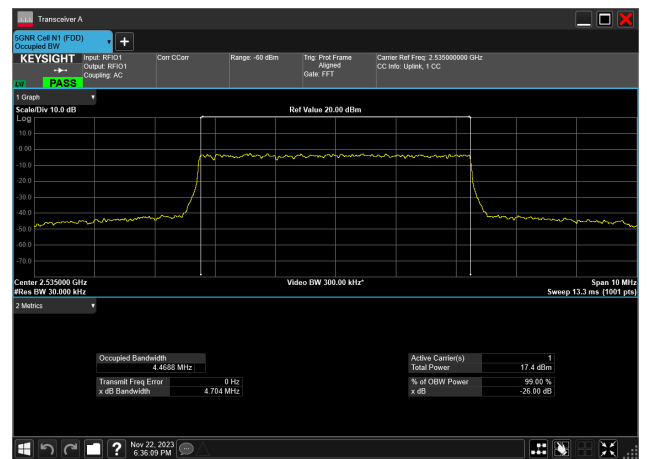 Transceiver A
5GNR Cell N1 (FDD)
Occupied BW
KEYSIGHT
PASS
Input: RFIO1
Output: RFIO1
Coupling: AC
Corr CCorr
Range: -60 dBm
Trig: Prot Frame
Aligned
Gate: FFT
Carrier Ref Freq: 2.535000000 GHz
CC Info: Uplink, 1 CC
1 Graph
Scale/Div 10.0 dB
Ref Value 20.00 dBm
Log
10.0
0.00
-10.0
-20.0
-30.0
-40.0
-50.0
-60.0
-70.0
Center 2.535000 GHz
Video BW 300.00 kHz*
Span 10 MHz
#Res BW 30.000 kHz
Sweep 13.3 ms (1001 pts)
2 Metrics
Occupied Bandwidth
4.4688 MHz
Active Carrier(s) 1
Total Power 17.4 dBm
Transmit Freq Error 0 Hz
x dB Bandwidth 4.704 MHz
% of OBW Power 99.00 %
x dB -26.00 dB
Nov 22, 2023
6:36:09 PM